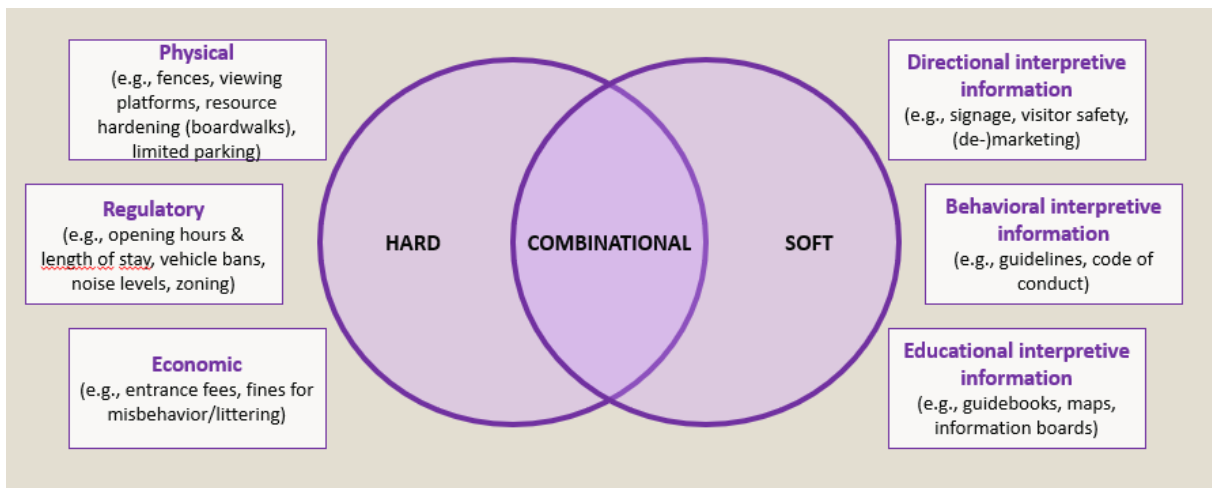 Physical
(e.g., fences, viewing
platforms, resource
hardening (boardwalks),
limited parking)
Regulatory
(e.g., opening hours &
length of stay, vehicle bans,
noise levels, zoning)
Economic
(e.g., entrance fees, fines for
misbehavior/littering)
HARD
COMBINATIONAL
SOFT
Directional interpretive
information
(e.g., signage, visitor safety,
(de-)marketing)
Behavioral interpretive
information
(e.g., guidelines, code of
conduct)
Educational interpretive
information
(e.g., guidebooks, maps,
information boards)